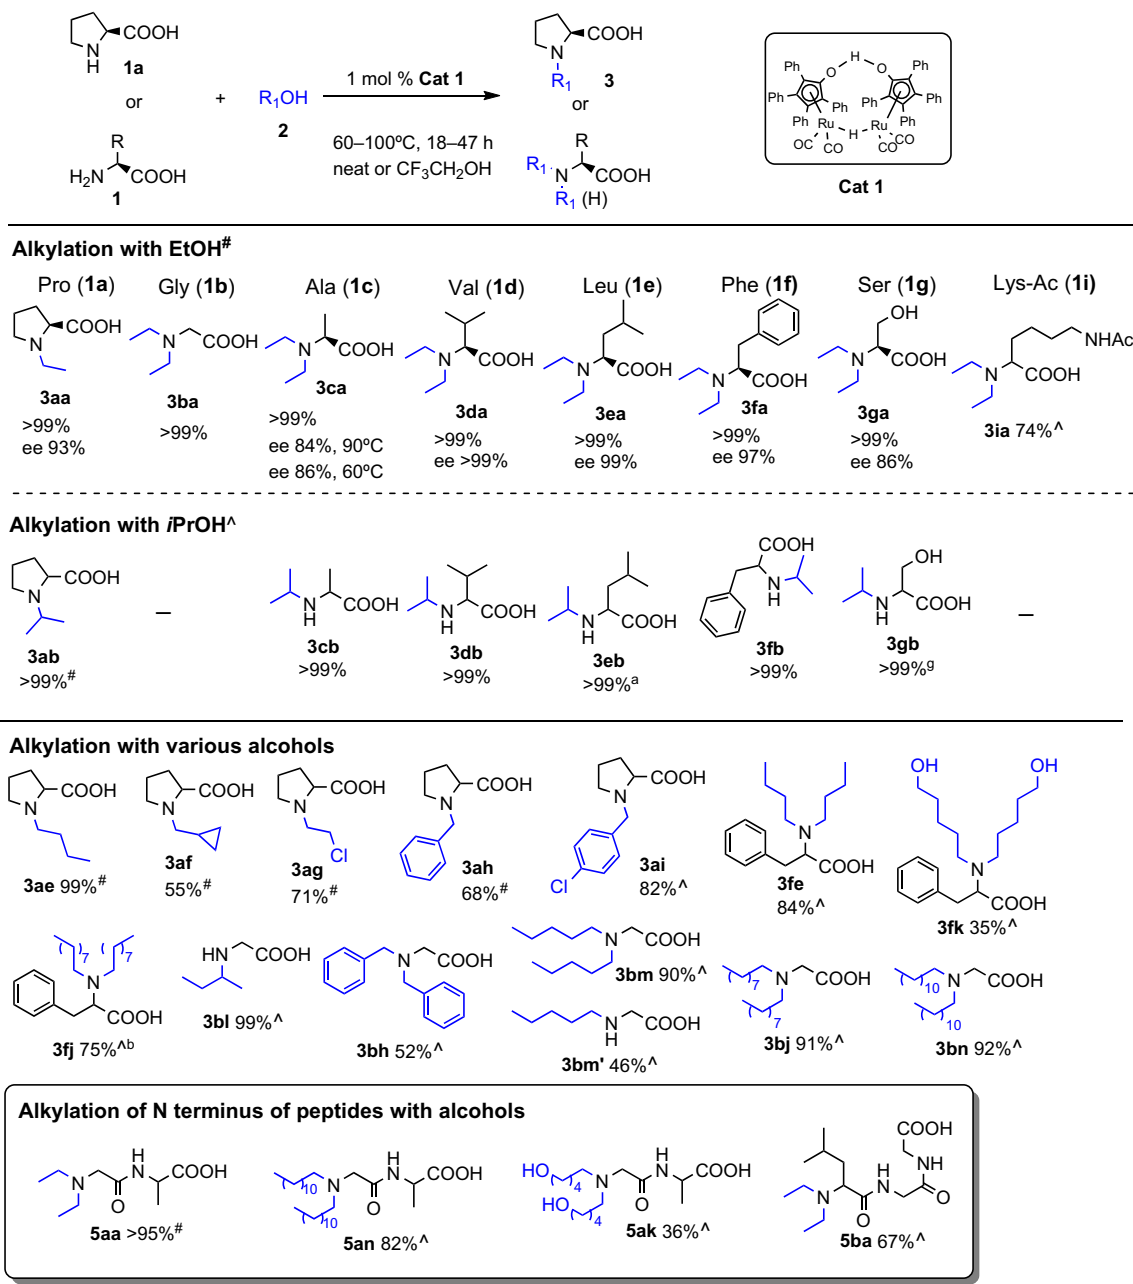 COOH
N
H
1a
or
R
H2N
COOH
1
+
R1OH
2
1 mol % Cat 1
60–100ºC, 18–47 h
neat or CF3CH2OH
COOH
N
R1
3
or
R
R1
N
COOH
R1 (H)
Ph
O
H
O
Ph
Ph
Ph
Ph
Ph
Ph
Ph
Ru
H
Ru
OC
CO
CO
CO
Cat 1
Alkylation with EtOH#
Pro (1a)
Gly (1b)
Ala (1c)
Val (1d)
Leu (1e)
Phe (1f)
Ser (1g)
Lys-Ac (1i)
COOH
N
3aa
>99%
ee 93%
N
COOH
3ba
>99%
N
COOH
3ca
>99%
ee 84%, 90ºC
ee 86%, 60ºC
N
COOH
3da
>99%
ee >99%
N
COOH
3ea
>99%
ee 99%
N
COOH
3fa
>99%
ee 97%
OH
N
COOH
3ga
>99%
ee 86%
NHAc
N
COOH
3ia 74%^
Alkylation with iPrOH^
COOH
N
3ab
>99%#
–
N
H
COOH
3cb
>99%
N
H
COOH
3db
>99%
N
H
COOH
3eb
>99%a
COOH
N
H
3fb
>99%
OH
N
H
COOH
3gb
>99%g
–
Alkylation with various alcohols
COOH
N
3ae 99%#
COOH
N
3af
55%#
COOH
N
Cl
3ag
71%#
COOH
N
3ah
68%#
COOH
N
Cl
3ai
82%^
N
COOH
3fe
84%^
OH
OH
N
COOH
3fk 35%^
( )7
( )7
N
COOH
3fj 75%^b
HN
COOH
3bl 99%^
N
COOH
3bh 52%^
N
COOH
3bm 90%^
N
H
COOH
3bm' 46%^
( )7
N
COOH
( )7
3bj 91%^
( )10
N
COOH
( )10
3bn 92%^
Alkylation of N terminus of peptides with alcohols
N
O
H
N
COOH
5aa >95%#
( )10
N
( )10
O
H
N
COOH
5an 82%^
HO( )4
N
HO( )4
O
H
N
COOH
5ak 36%^
COOH
NH
H
N
N
O
O
5ba 67%^